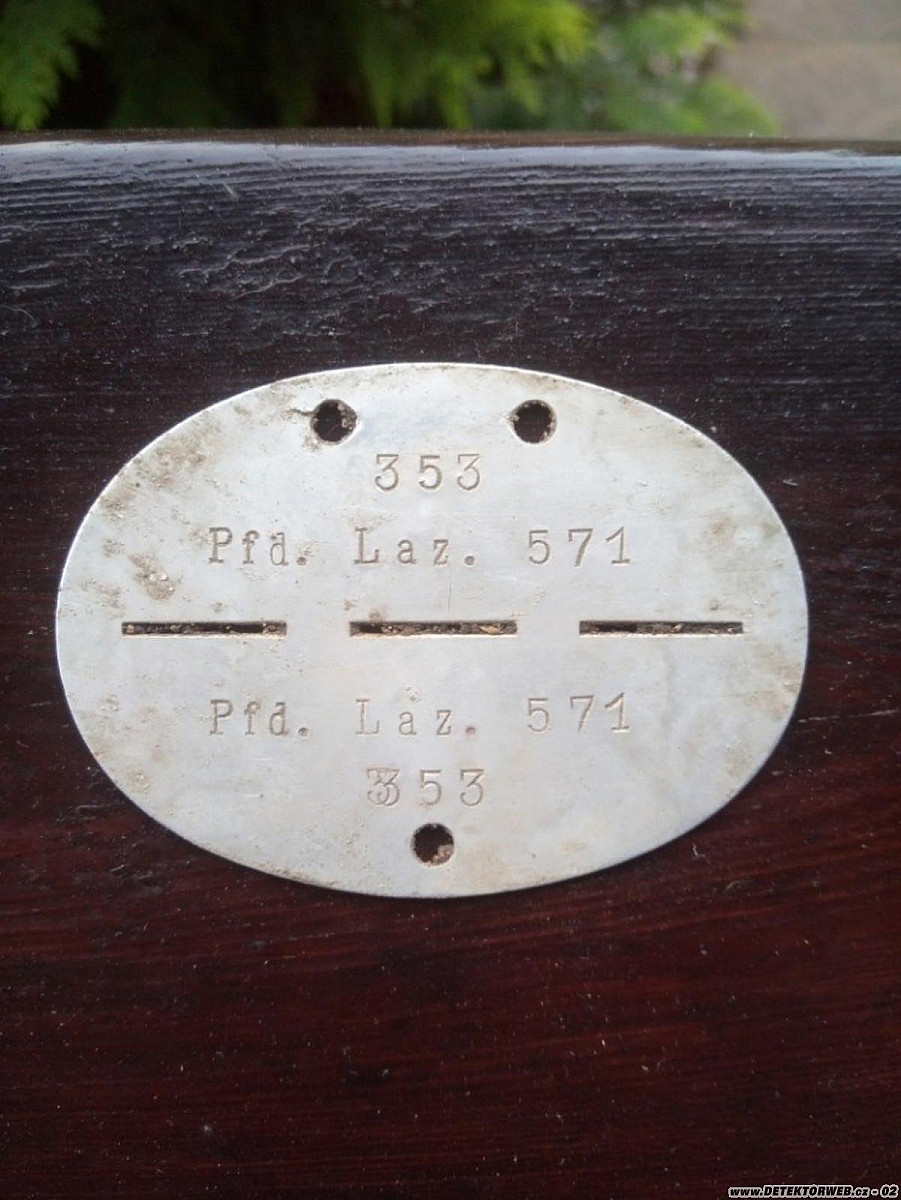 353
Pfd. Laz. 571
Pfd. Laz. 571
353
www.DETEKTORWEB.cz - 02